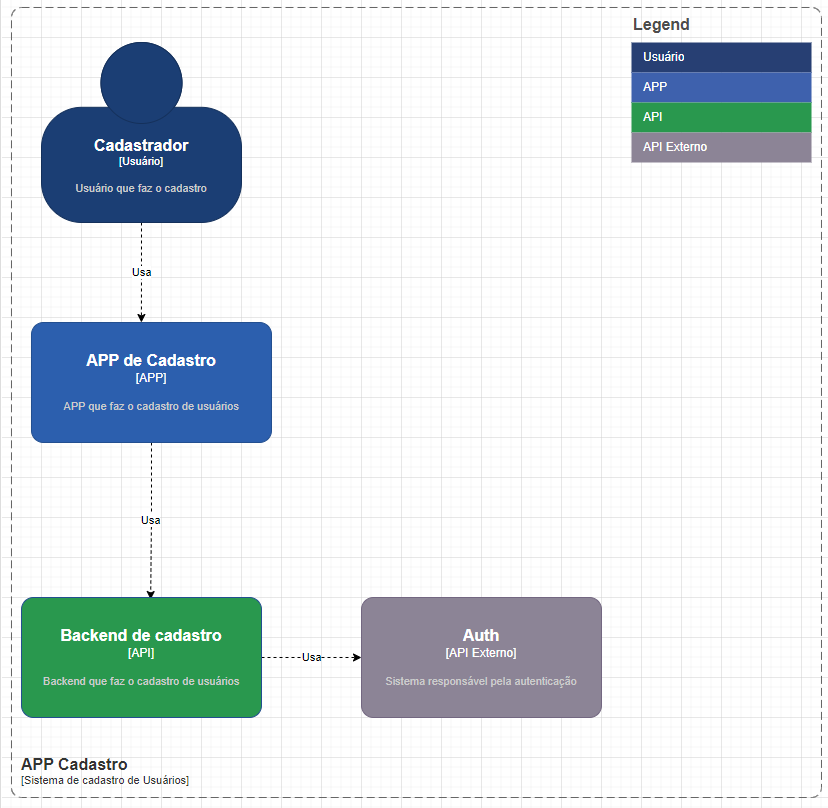 Legend
Usuário
APP
API
API Externo
Cadastrador
[Usuário]
Usuário que faz o cadastro
Usa
APP de Cadastro
[APP]
APP que faz o cadastro de usuários
Usa
Backend de cadastro
[API]
Backend que faz o cadastro de usuários
Usa
Auth
[API Externo]
Sistema responsável pela autenticação
APP Cadastro
[Sistema de cadastro de Usuários]